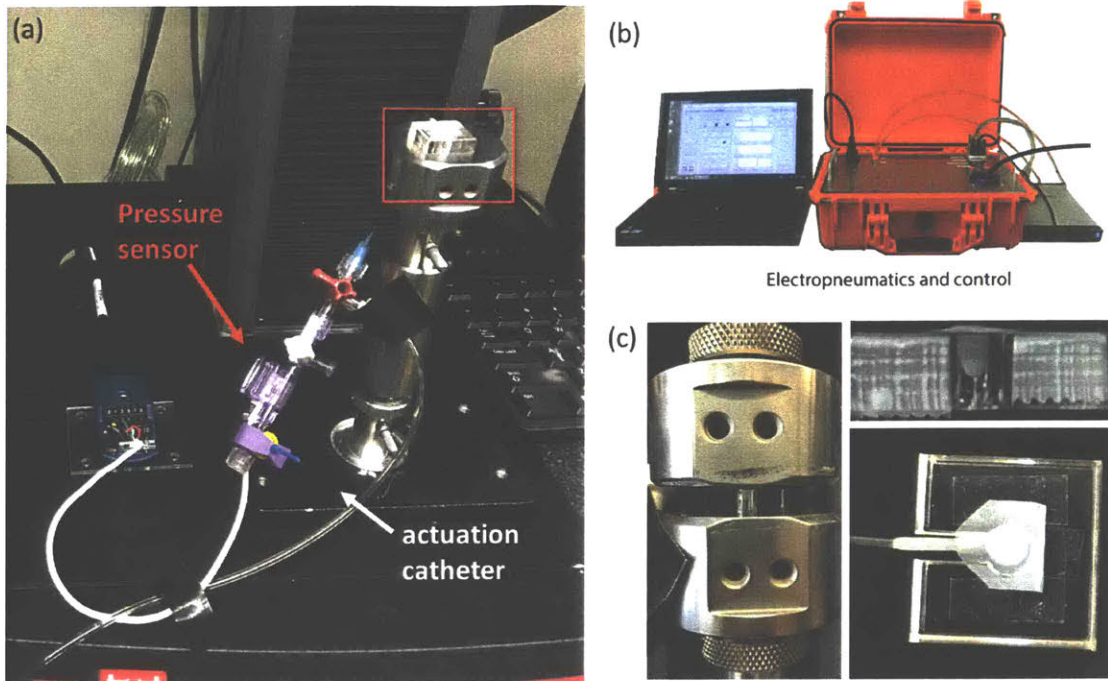 (a)
Pressure
sensor
actuation
catheter
(b)
Electropneumatics and control
(c)